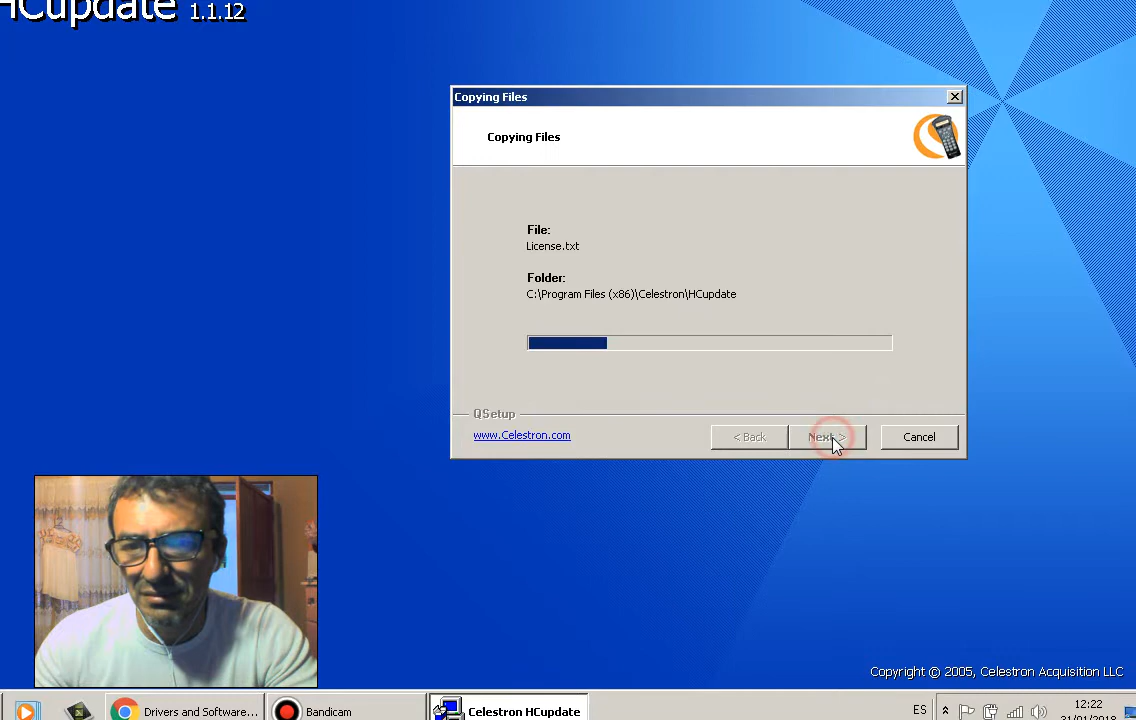 HCupdate 1.1.12
Copying Files
Copying Files
File:
License.txt
Folder:
C:\Program Files (x86)\Celestron\HCupdate
QSetup
www.Celestron.com
< Back
Next >
Cancel
Copyright © 2005, Celestron Acquisition LLC
Drivers and Software...
Bandicam
Celestron HCupdate
ES
12:22
31/01/2018